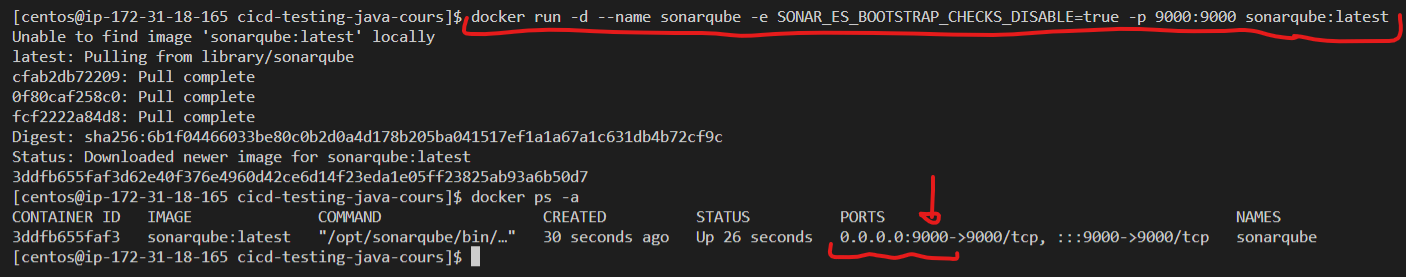 [centos@ip-172-31-18-165 cicd-testing-java-cours]$ docker run -d --name sonarqube -e SONAR_ES_BOOTSTRAP_CHECKS_DISABLE=true -p 9000:9000 sonarqube:latest
Unable to find image 'sonarqube:latest' locally
latest: Pulling from library/sonarqube
cfab2db72209: Pull complete
0f80caf258c0: Pull complete
fcf2222a84d8: Pull complete
Digest: sha256:6b1f04466033be80c0b2d0a4d178b205ba041517ef1a1a67a1c631db4b72cf9c
Status: Downloaded newer image for sonarqube:latest
3ddfb655faf3d62e40f376e4960d42ce6d14f23eda1e05ff23825ab93a6b50d7
[centos@ip-172-31-18-165 cicd-testing-java-cours]$ docker ps -a
CONTAINER ID IMAGE COMMAND CREATED STATUS PORTS NAMES
3ddfb655faf3 sonarqube:latest "/opt/sonarqube/bin/…" 30 seconds ago Up 26 seconds 0.0.0.0:9000->9000/tcp, :::9000->9000/tcp sonarqube
[centos@ip-172-31-18-165 cicd-testing-java-cours]$